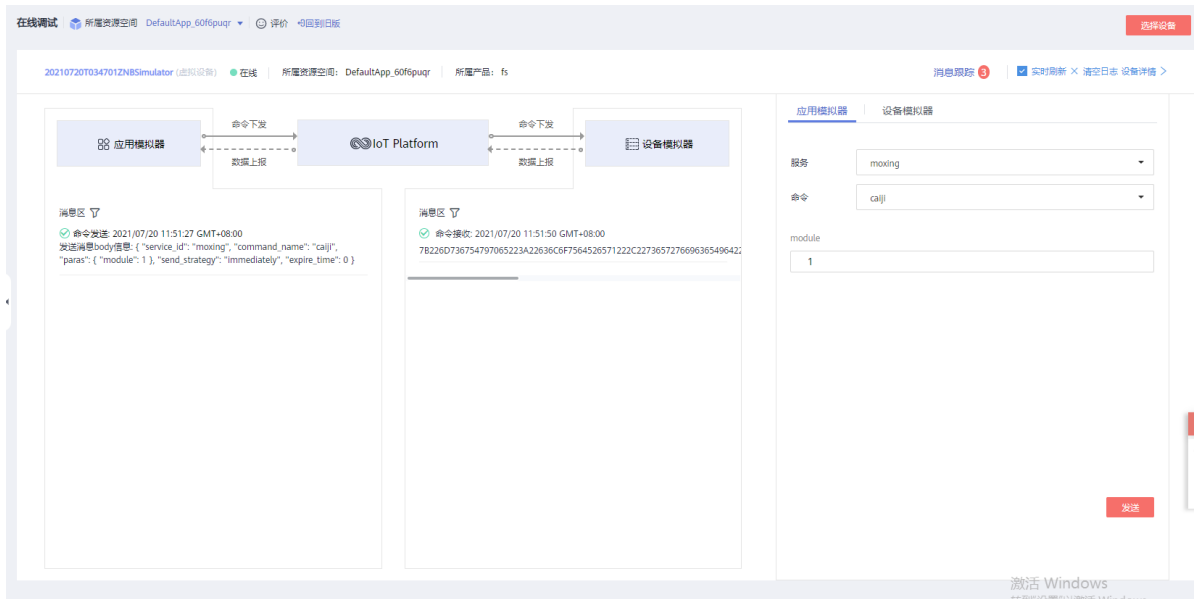 在线调试 所属资源空间 DefaultApp_60f6puqr 评价 回到旧版
选择设备
20210720T034701ZNBSimulator (虚拟设备) 在线 所属资源空间: DefaultApp_60f6puqr 所属产品: fs
消息跟踪 3 实时刷新 清空日志 设备详情
应用模拟器 设备模拟器
命令下发 命令下发
应用模拟器 IoT Platform 设备模拟器
数据上报 数据上报
服务 moxing
命令 caiji
module
1
消息区
命令发送: 2021/07/20 11:51:27 GMT+08:00
发送消息body信息: { "service_id": "moxing", "command_name": "caiji",
"paras": { "module": 1 }, "send_strategy": "immediately", "expire_time": 0 }
消息区
命令接收: 2021/07/20 11:51:50 GMT+08:00
7B226D736754797065223A22636C6F7564526571222C2273657276696365496422
发送
激活 Windows